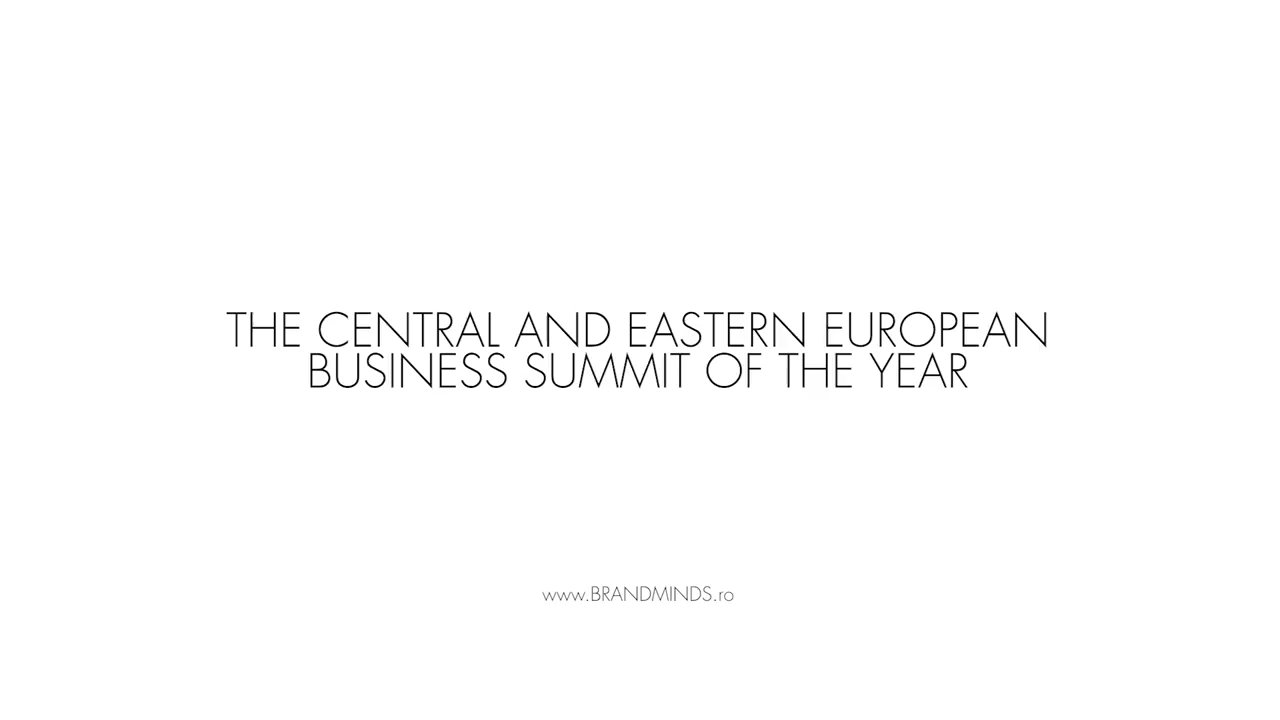 THE CENTRAL AND EASTERN EUROPEAN
BUSINESS SUMMIT OF THE YEAR
www.BRANDMINDS.ro